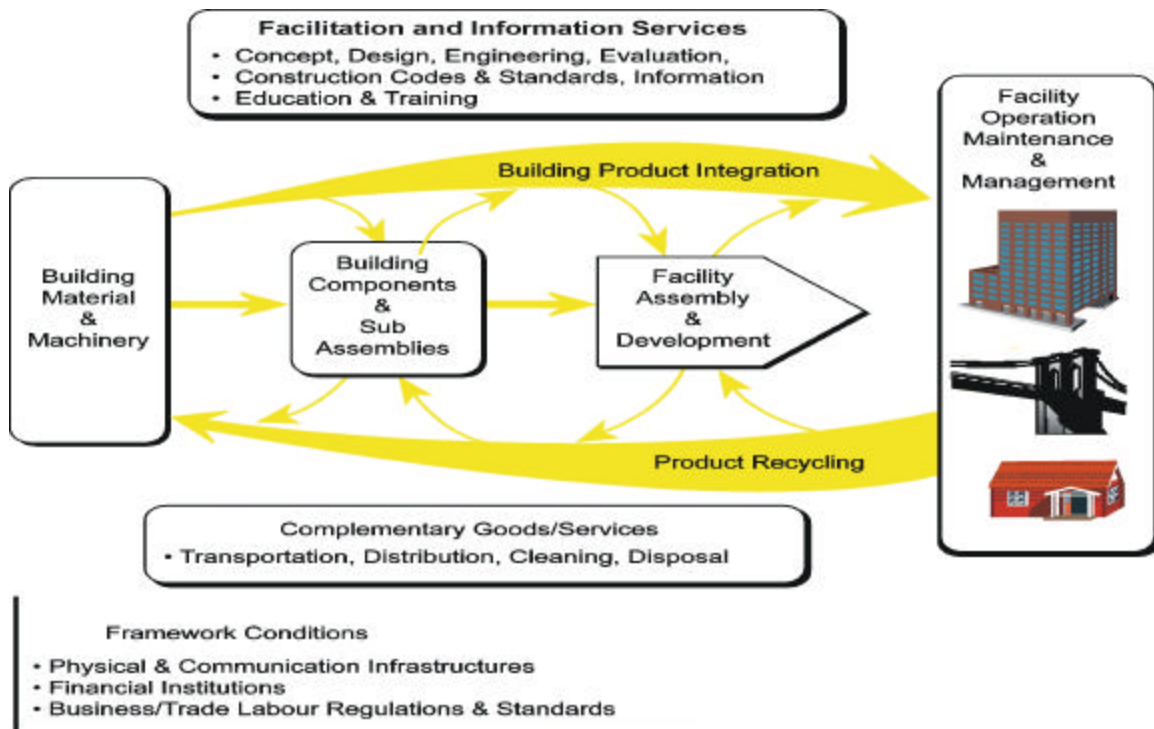 Facilitation and Information Services
• Concept, Design, Engineering, Evaluation,
• Construction Codes & Standards, Information
• Education & Training
Facility
Operation
Maintenance
&
Management
Building Product Integration
Building
Material
&
Machinery
Building
Components
&
Sub
Assemblies
Facility
Assembly
&
Development
Product Recycling
Complementary Goods/Services
• Transportation, Distribution, Cleaning, Disposal
Framework Conditions
• Physical & Communication Infrastructures
• Financial Institutions
• Business/Trade Labour Regulations & Standards